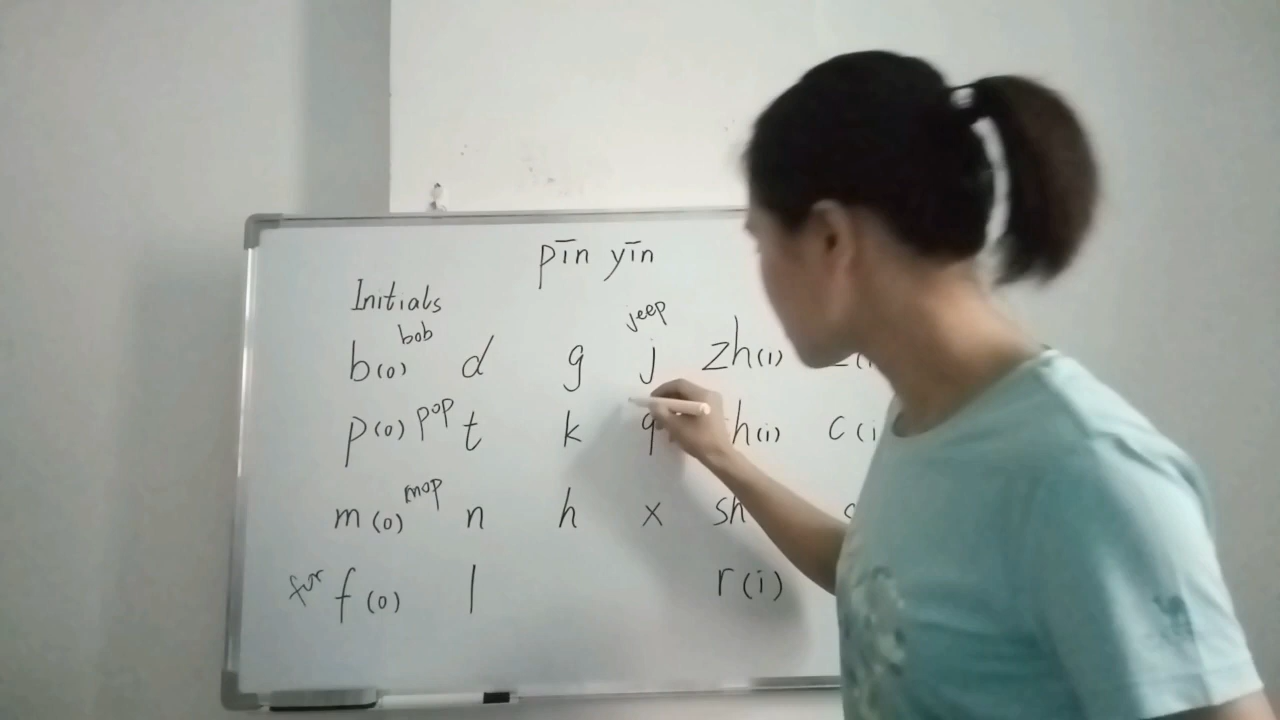 pīn yīn
Initials
bob jeep
b(o) d g j zh(i)
p(o) pop t k q h(i) c(i
mop
m(o) n h x sh
for f(o) l r(i)